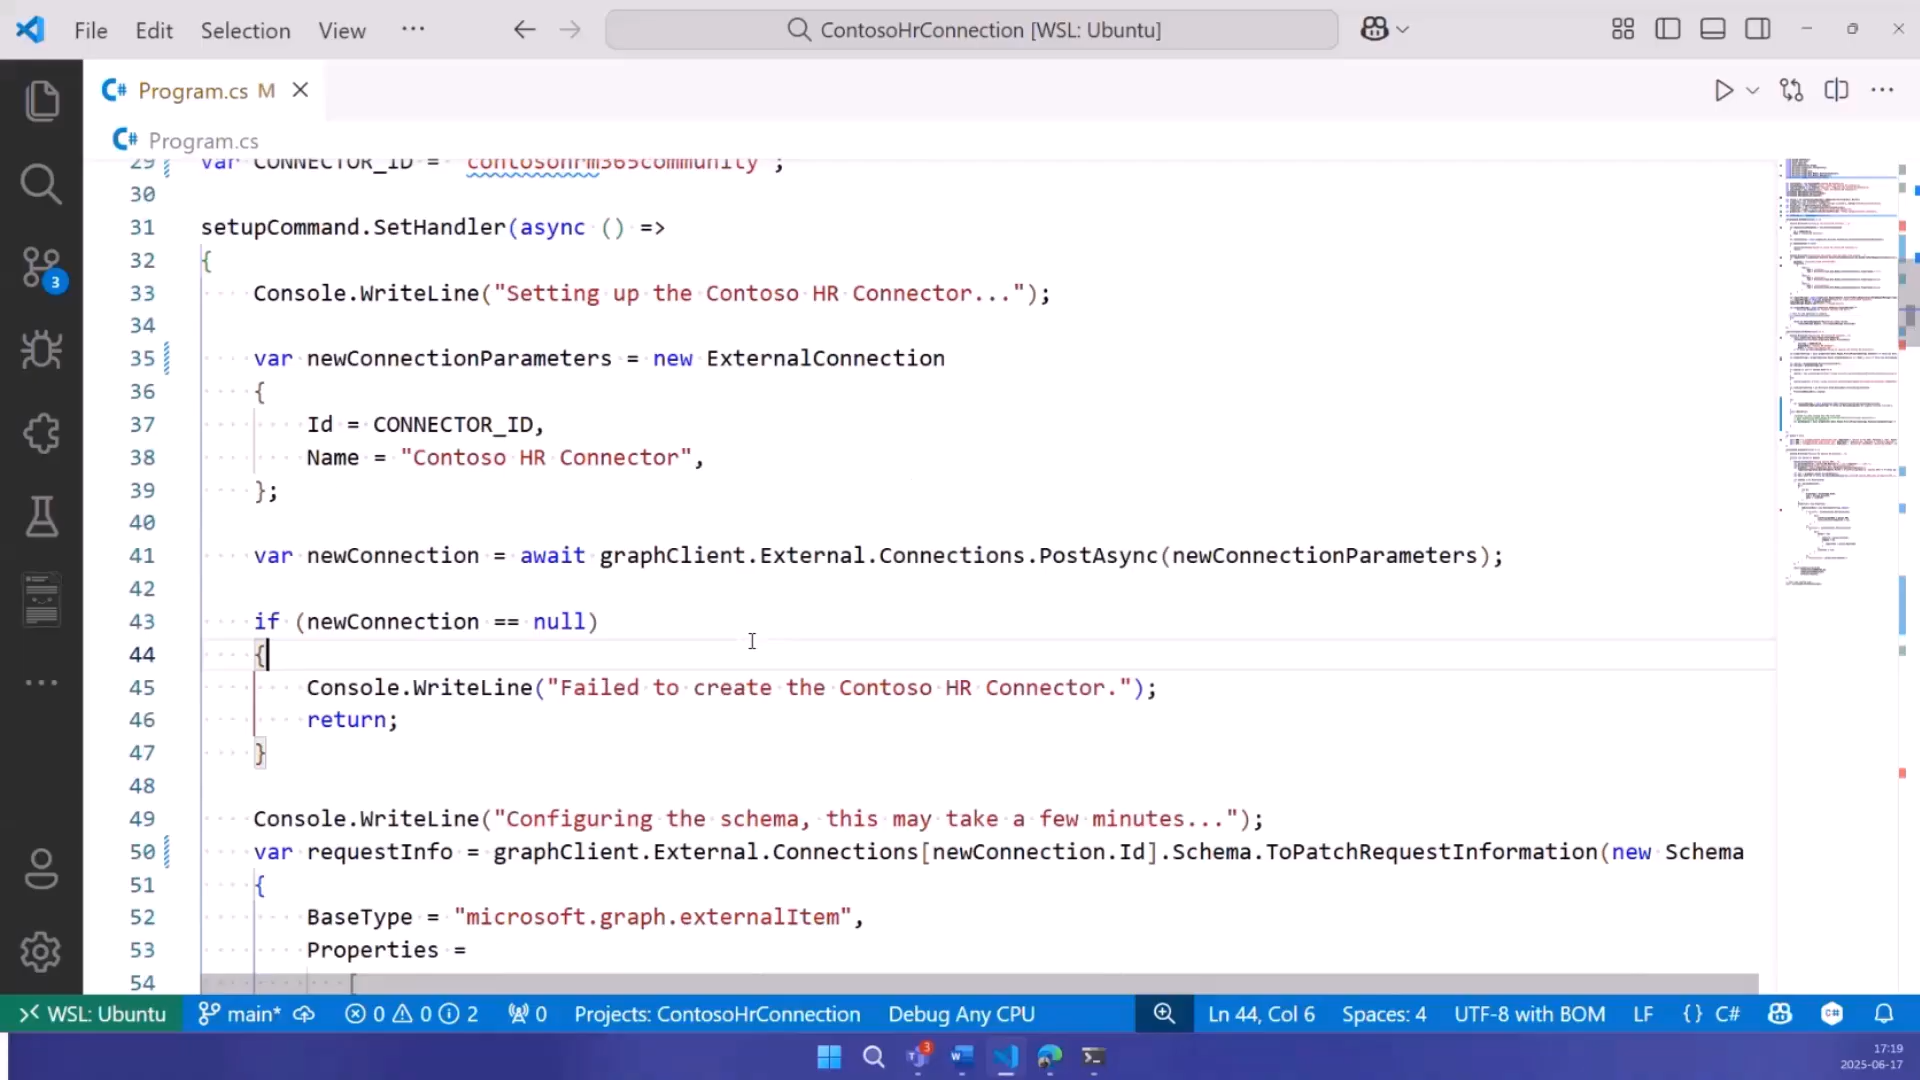 File Edit Selection View ··· ContosoHrConnection [WSL: Ubuntu]
Program.cs M
Program.cs
29 var CONNECTOR_ID = "contosohrm365community";
30
31 setupCommand.SetHandler(async () =>
32 {
33 Console.WriteLine("Setting up the Contoso HR Connector...");
34
35 var newConnectionParameters = new ExternalConnection
36 {
37 Id = CONNECTOR_ID,
38 Name = "Contoso HR Connector",
39 };
40
41 var newConnection = await graphClient.External.Connections.PostAsync(newConnectionParameters);
42
43 if (newConnection == null)
44 {
45 Console.WriteLine("Failed to create the Contoso HR Connector.");
46 return;
47 }
48
49 Console.WriteLine("Configuring the schema, this may take a few minutes...");
50 var requestInfo = graphClient.External.Connections[newConnection.Id].Schema.ToPatchRequestInformation(new Schema
51 {
52 BaseType = "microsoft.graph.externalItem",
53 Properties =
54 [
3
WSL: Ubuntu main* 0 0 2 0 Projects: ContosoHrConnection Debug Any CPU Ln 44, Col 6 Spaces: 4 UTF-8 with BOM LF {} C#
3
17:19
2025-06-17